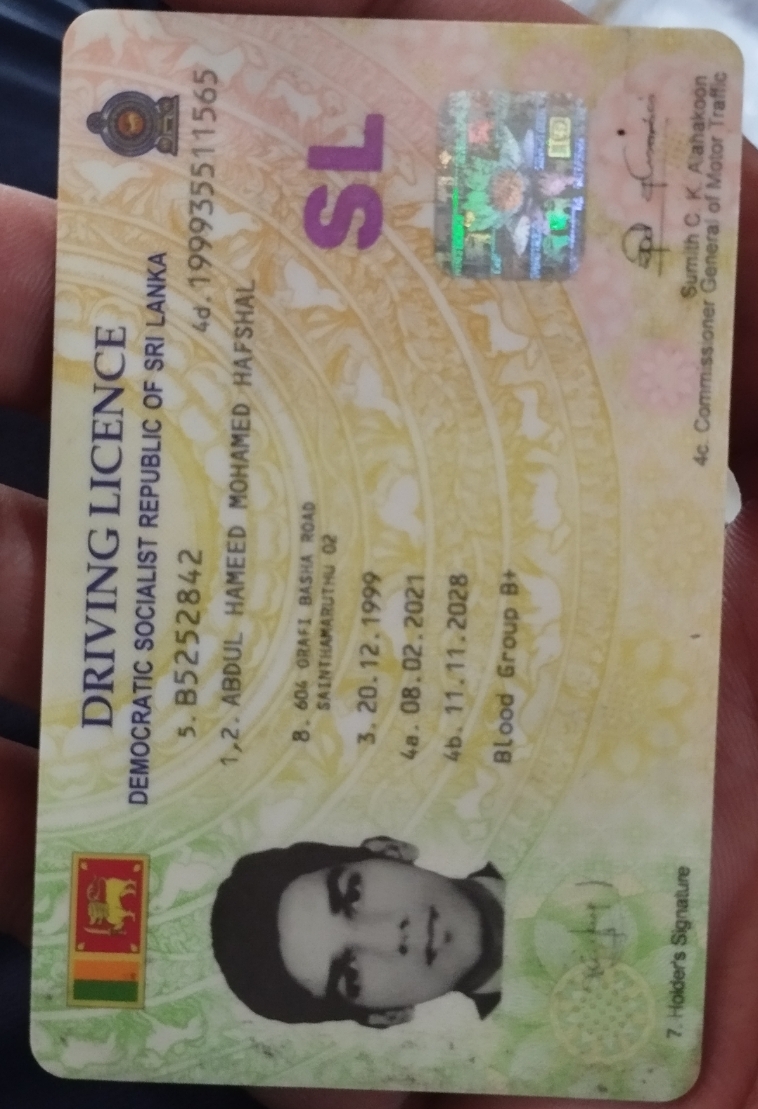 DRIVING LICENCE
DEMOCRATIC SOCIALIST REPUBLIC OF SRI LANKA
5. B5252842 4d. 199935511565
1,2. ABDUL HAMEED MOHAMED HAFSHAL
8. 604 GRAFI BASHA ROAD
SAINTHAMARUTHU 02
3. 20.12.1999
4a. 08.02.2021
4b. 11.11.2028
Blood Group B+
SL
7. Holder's Signature
Sumith C. K. Alahakoon
4c. Commissioner General of Motor Traffic